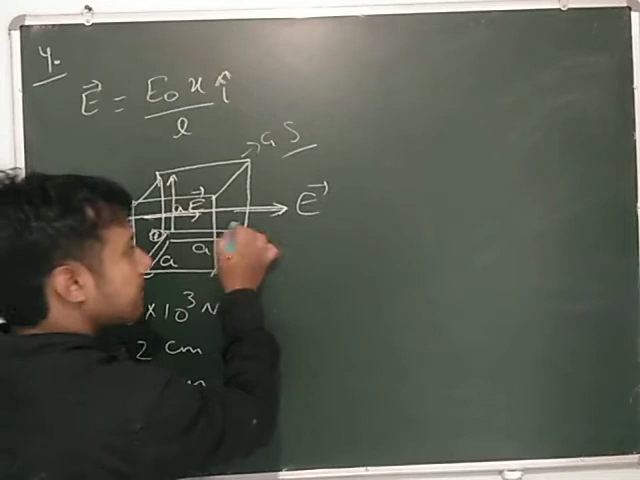 4.
E⃗ = E₀ x î / l
a S
a E⃗
E⃗
a a
×10³ N
2 cm